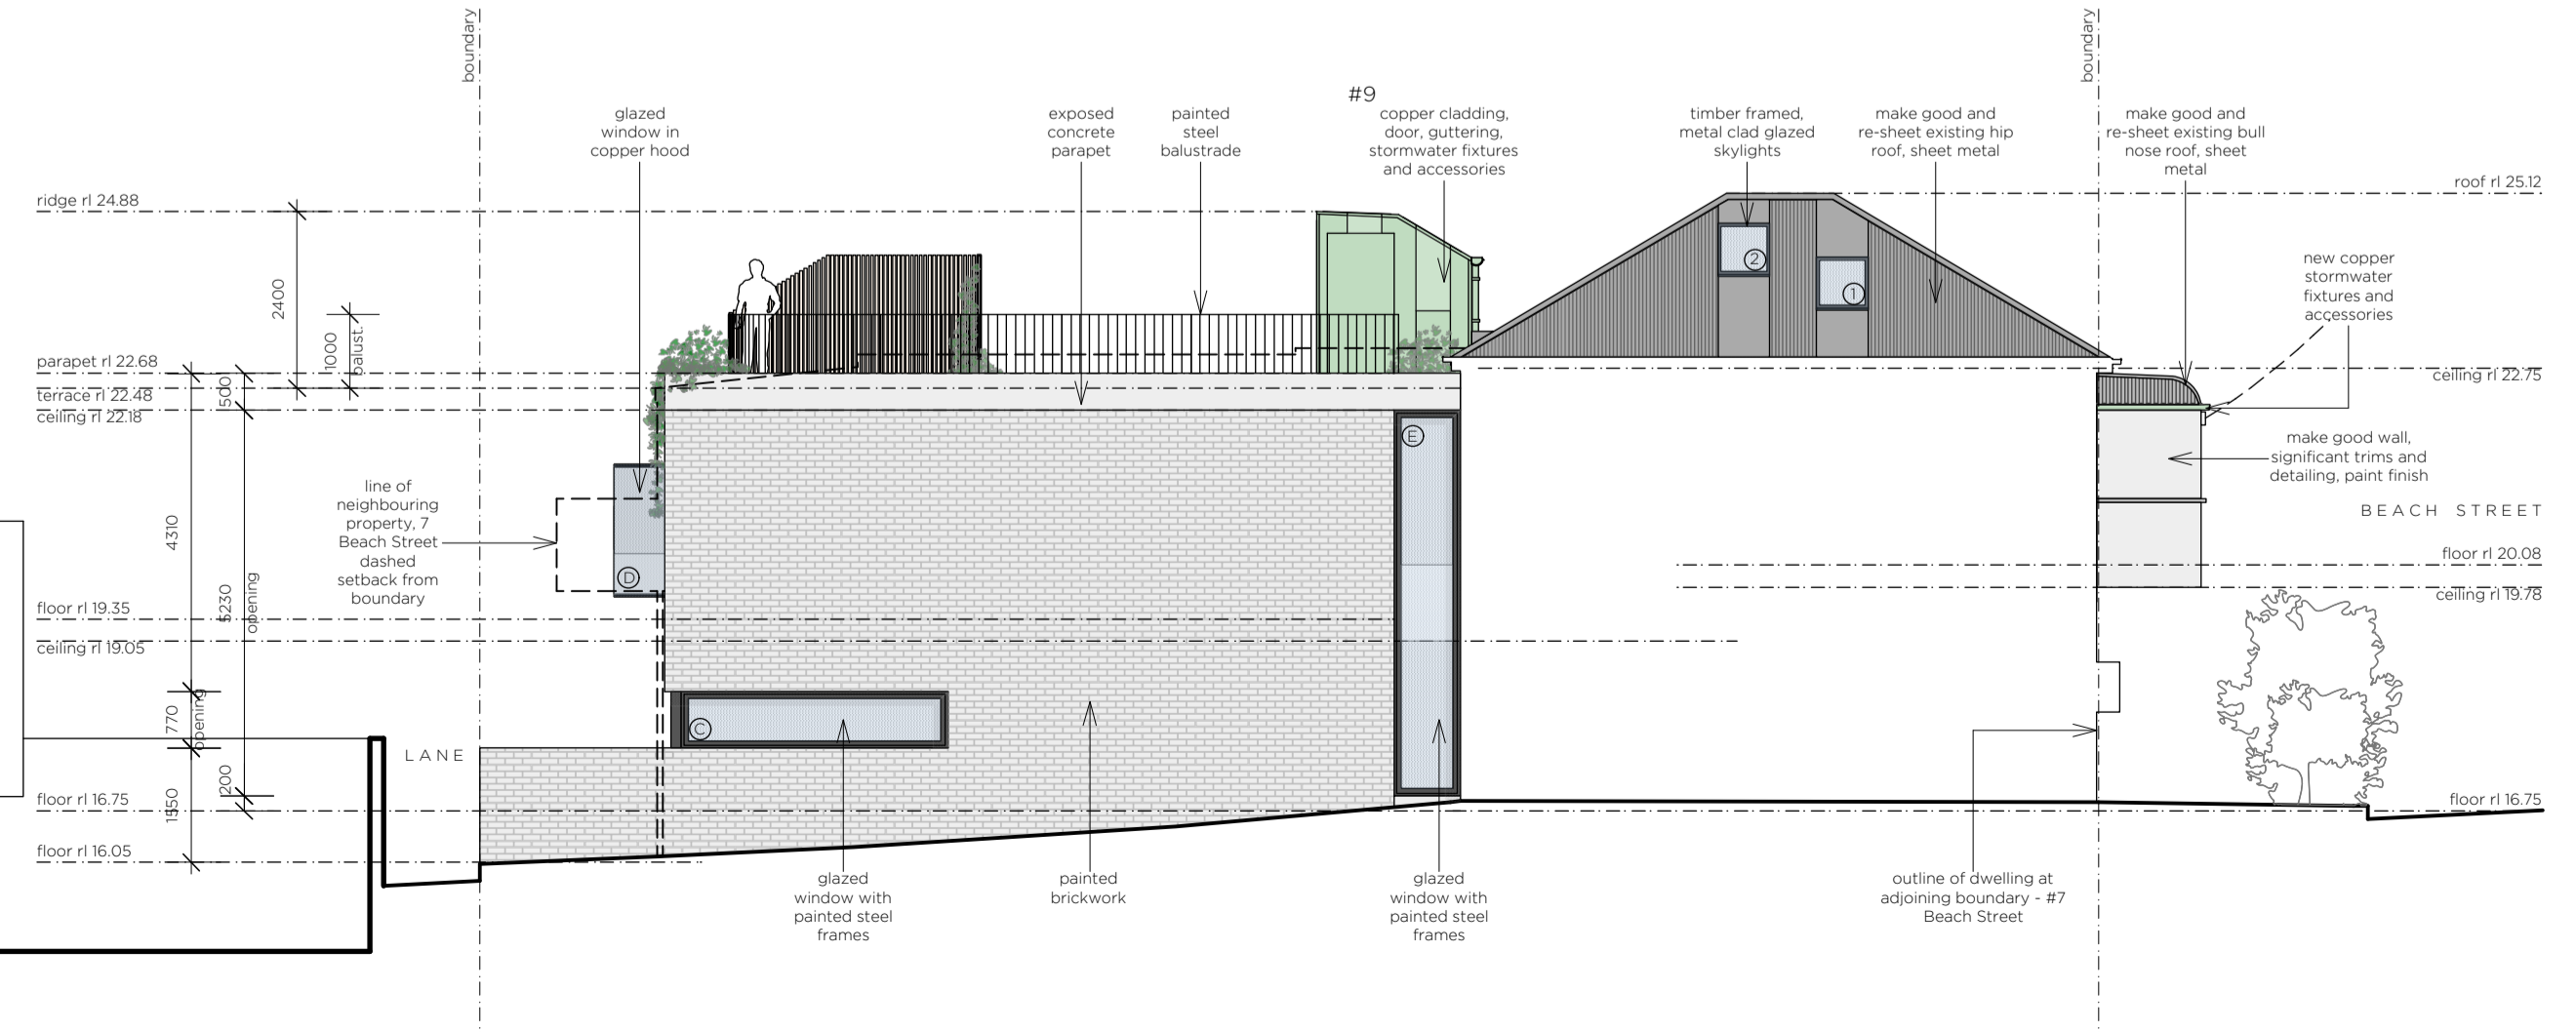 boundary
boundary
#9
glazed
window in
copper hood
exposed
concrete
parapet
painted
steel
balustrade
copper cladding,
door, guttering,
stormwater fixtures
and accessories
timber framed,
metal clad glazed
skylights
make good and
re-sheet existing hip
roof, sheet metal
make good and
re-sheet existing bull
nose roof, sheet
metal
ridge rl 24.88
roof rl 25.12
2400
1000
balust.
2
1
new copper
stormwater
fixtures and
accessories
parapet rl 22.68
terrace rl 22.48
ceiling rl 22.18
500
ceiling rl 22.75
E
make good wall,
significant trims and
detailing, paint finish
BEACH STREET
line of
neighbouring
property, 7
Beach Street
dashed
setback from
boundary
D
4310
5230
opening
floor rl 20.08
ceiling rl 19.78
floor rl 19.35
ceiling rl 19.05
770
opening
C
LANE
200
1550
floor rl 16.75
floor rl 16.75
floor rl 16.05
glazed
window with
painted steel
frames
painted
brickwork
glazed
window with
painted steel
frames
outline of dwelling at
adjoining boundary - #7
Beach Street